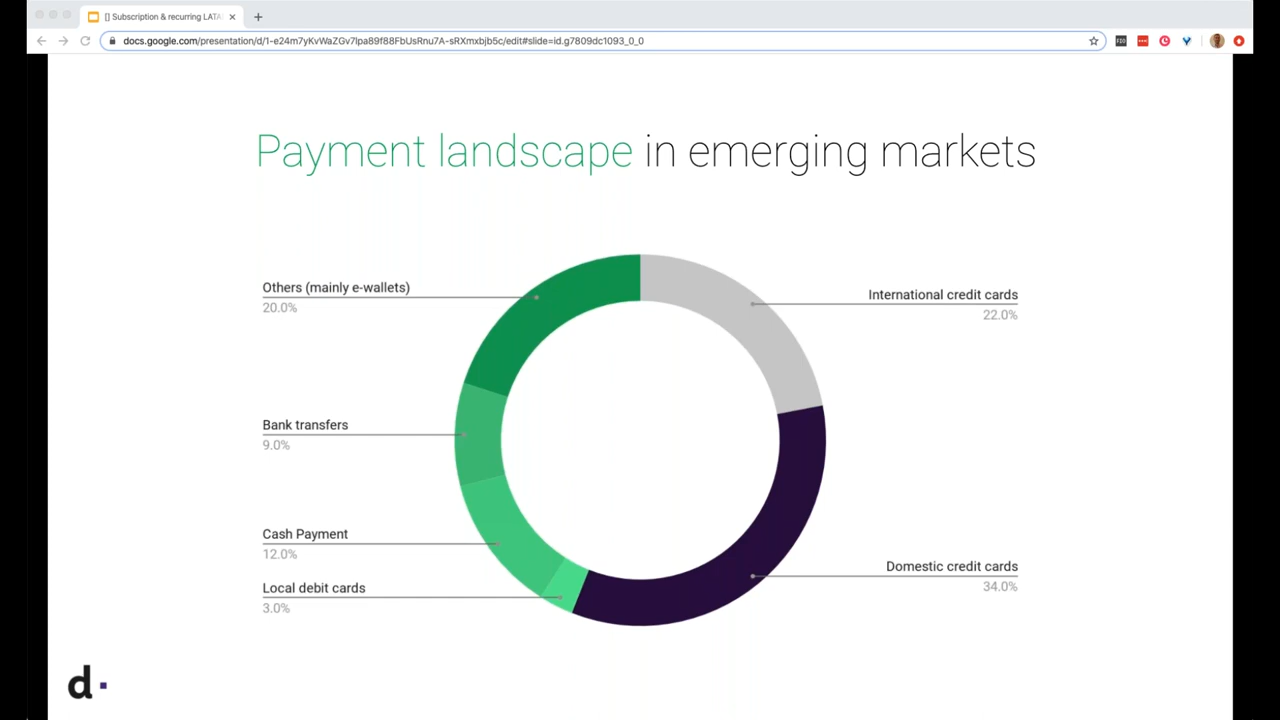 [] Subscription & recurring LATA
docs.google.com/presentation/d/1-e24m7yKvWaZGv7lpa89f88FbUsRnu7A-sRXmxbjb5c/edit#slide=id.g7809dc1093_0_0
Payment landscape in emerging markets
Others (mainly e-wallets)
20.0%
International credit cards
22.0%
Bank transfers
9.0%
Cash Payment
12.0%
Domestic credit cards
34.0%
Local debit cards
3.0%
d.